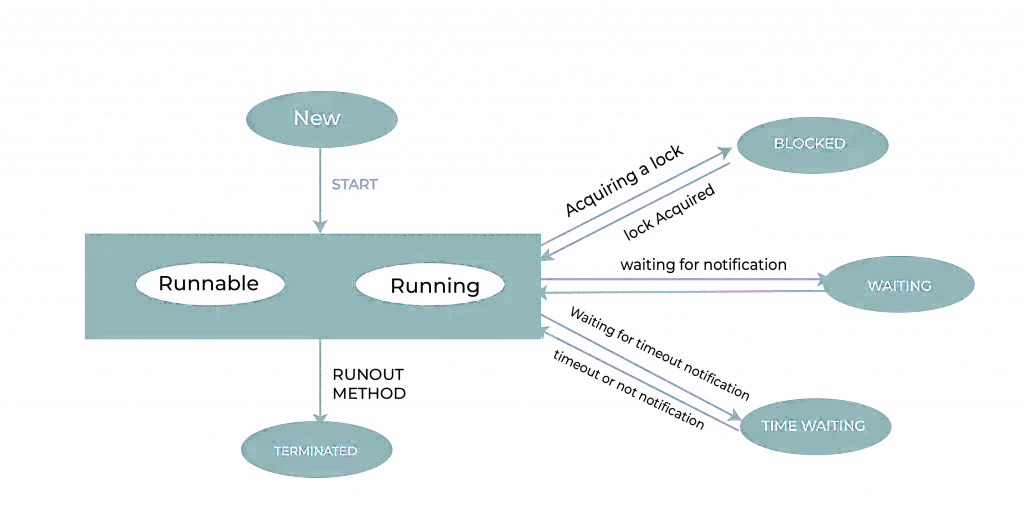 New
START
BLOCKED
Acquiring a lock
lock Acquired
Runnable
Running
waiting for notification
WAITING
Waiting for timeout notification
timeout or not notification
RUNOUT
METHOD
TIME WAITING
TERMINATED